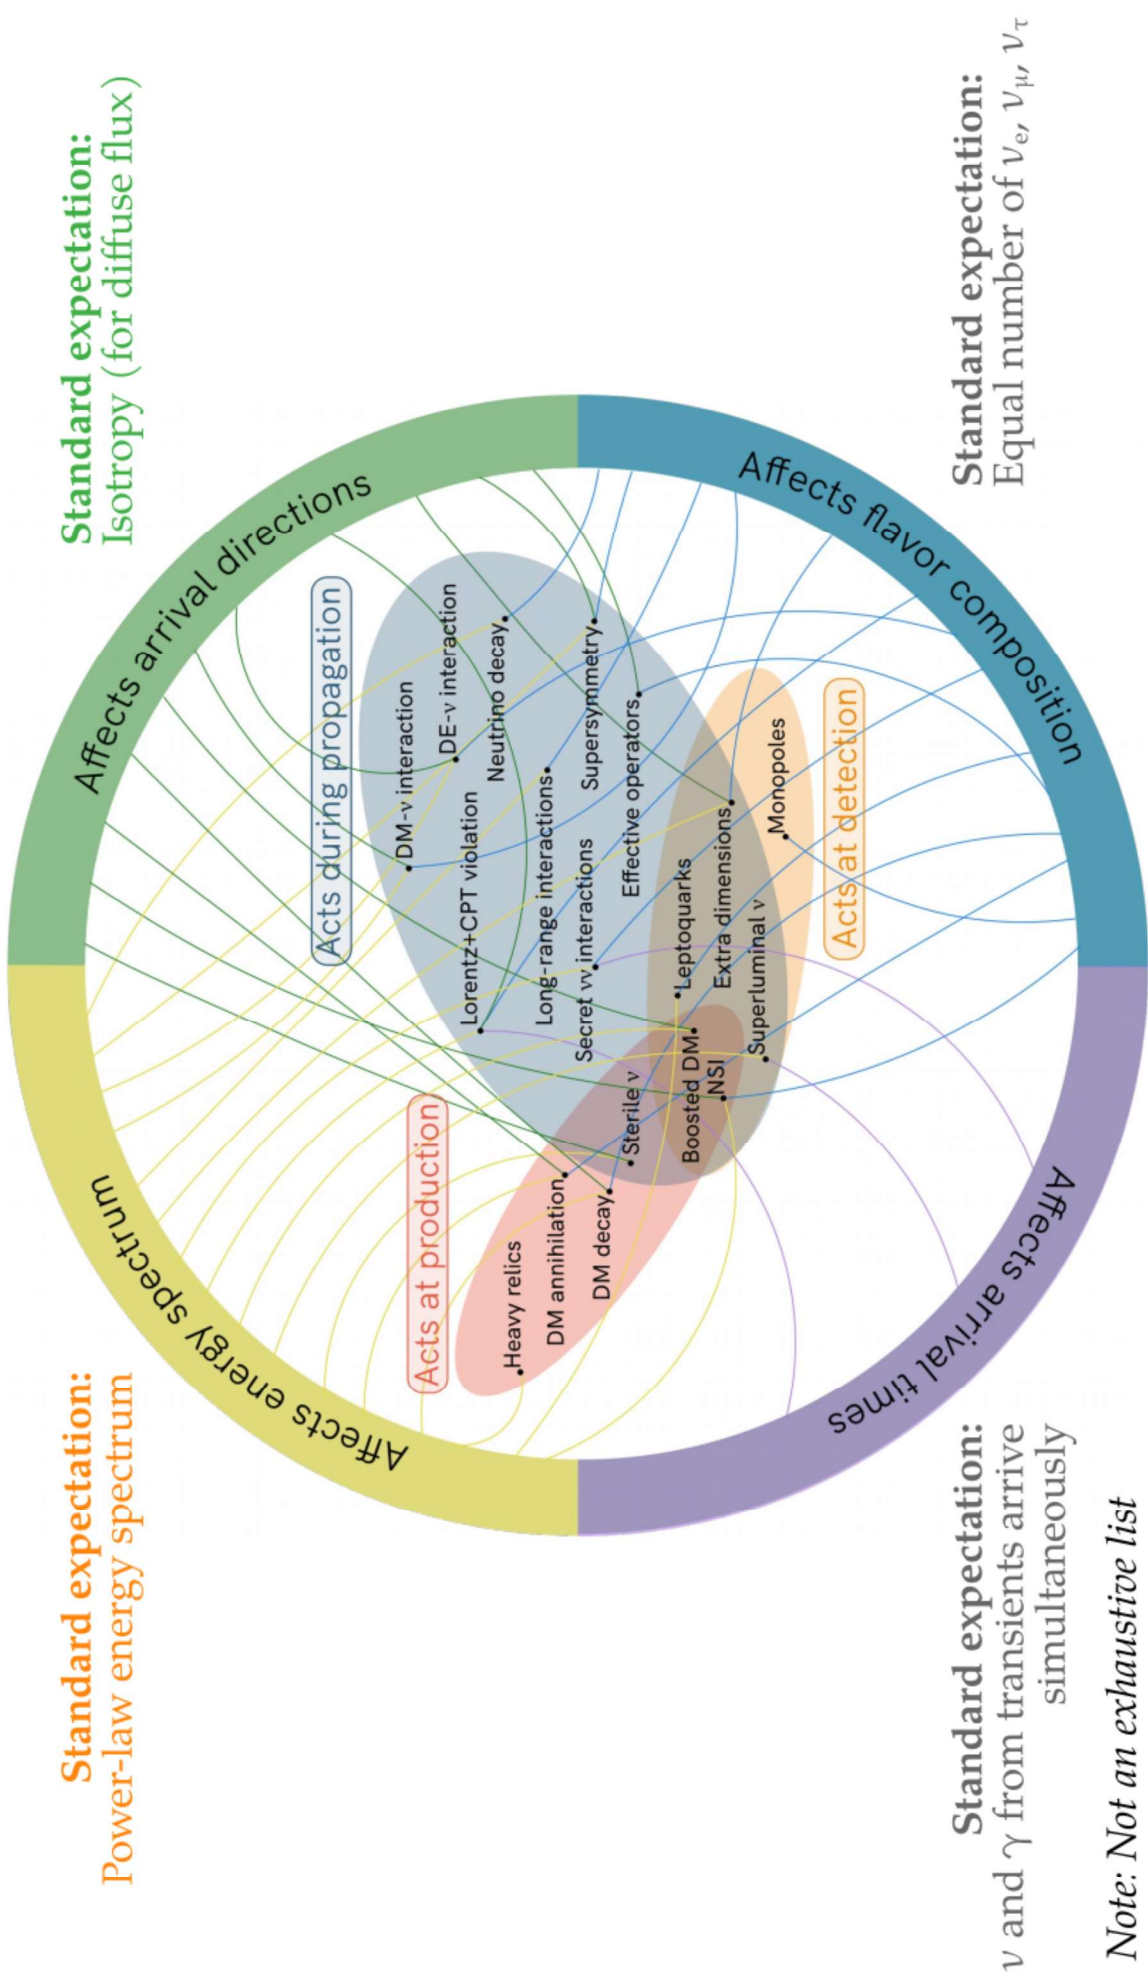 Standard expectation:
Power-law energy spectrum
Standard expectation:
Isotropy (for diffuse flux)
Affects energy spectrum
Affects arrival directions
Acts during propagation
Acts at production
DM-ν interaction
DE-ν interaction
Lorentz+CPT violation
Neutrino decay
Heavy relics
Long-range interactions
DM annihilation
Supersymmetry
Secret νν interactions
DM decay
Effective operators
Sterile ν
Leptoquarks
Boosted DM
Extra dimensions
NSI
Superluminal ν
Monopoles
Acts at detection
Affects arrival times
Affects flavor composition
Standard expectation:
ν and γ from transients arrive
simultaneously
Standard expectation:
Equal number of νe, νμ, ντ
Note: Not an exhaustive list